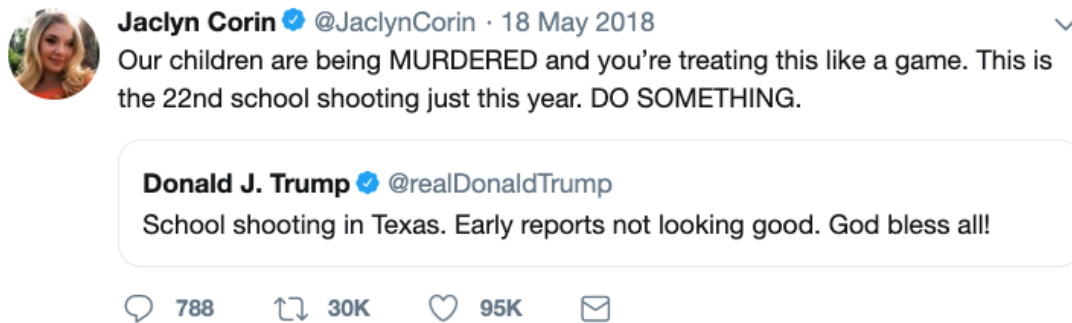 Jaclyn Corin @JaclynCorin · 18 May 2018
Our children are being MURDERED and you’re treating this like a game. This is
the 22nd school shooting just this year. DO SOMETHING.
Donald J. Trump @realDonaldTrump
School shooting in Texas. Early reports not looking good. God bless all!
788 30K 95K